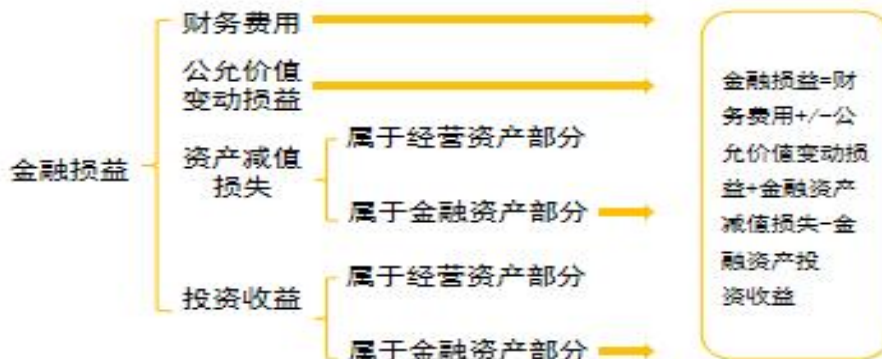 金融损益
财务费用
公允价值
变动损益
资产减值
损失
属于经营资产部分
属于金融资产部分
投资收益
属于经营资产部分
属于金融资产部分
金融损益=财
务费用+/-公
允价值变动损
益+金融资产
减值损失-金
融资产投
资收益